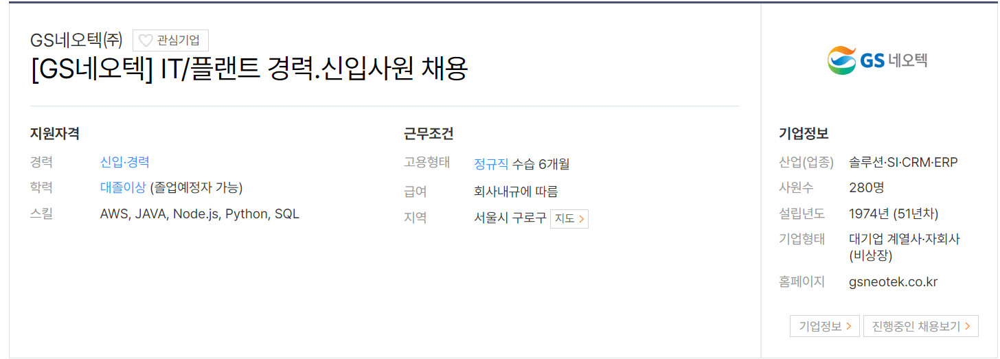 GS네오텍㈜ 관심기업
[GS네오텍] IT/플랜트 경력.신입사원 채용
지원자격
경력 신입·경력
학력 대졸이상 (졸업예정자 가능)
스킬 AWS, JAVA, Node.js, Python, SQL
근무조건
고용형태 정규직 수습 6개월
급여 회사내규에 따름
지역 서울시 구로구 지도 >
GS 네오텍
기업정보
산업(업종) 솔루션·SI·CRM·ERP
사원수 280명
설립년도 1974년 (51년차)
기업형태 대기업 계열사·자회사
(비상장)
홈페이지 gsneotek.co.kr
기업정보 > 진행중인 채용보기 >